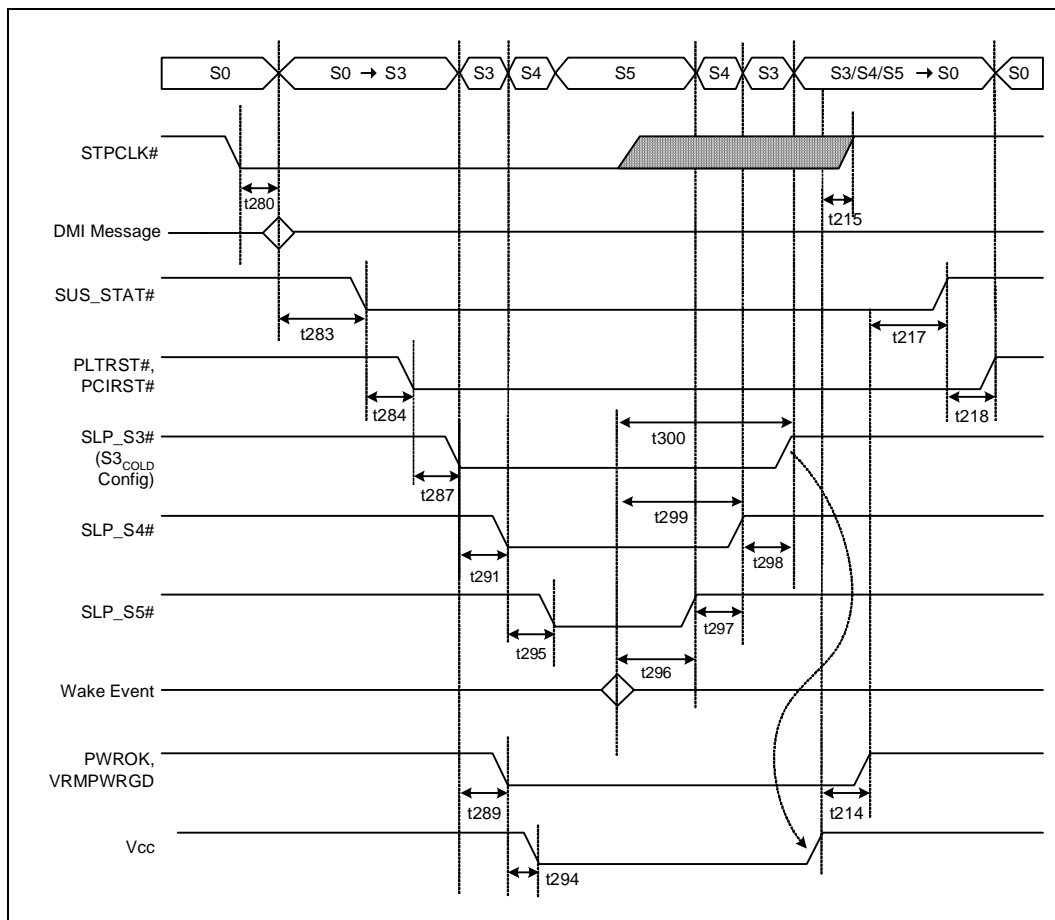 S0 S0 → S3 S3 S4 S5 S4 S3 S3/S4/S5 → S0 S0
STPCLK#
t280
t215
DMI Message
SUS_STAT#
t283
t217
PLTRST#,
PCIRST#
t284
t218
SLP_S3#
(S3COLD
Config)
t300
t287
SLP_S4#
t299
t291
t298
SLP_S5#
t295
t297
t296
Wake Event
PWROK,
VRMPWRGD
t289
t214
Vcc
t294